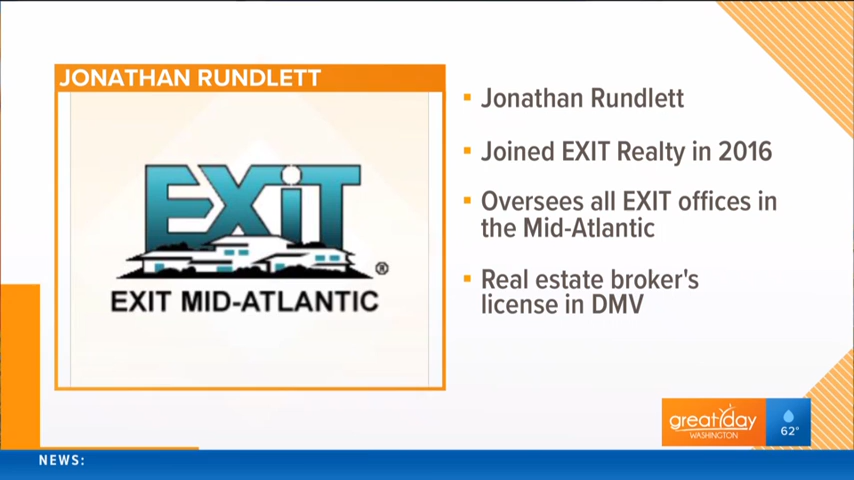 JONATHAN RUNDLETT
EXiT
®
EXIT MID-ATLANTIC
▪ Jonathan Rundlett
▪ Joined EXIT Realty in 2016
▪ Oversees all EXIT offices in
the Mid-Atlantic
▪ Real estate broker's
license in DMV
great day
WASHINGTON
62°
NEWS: